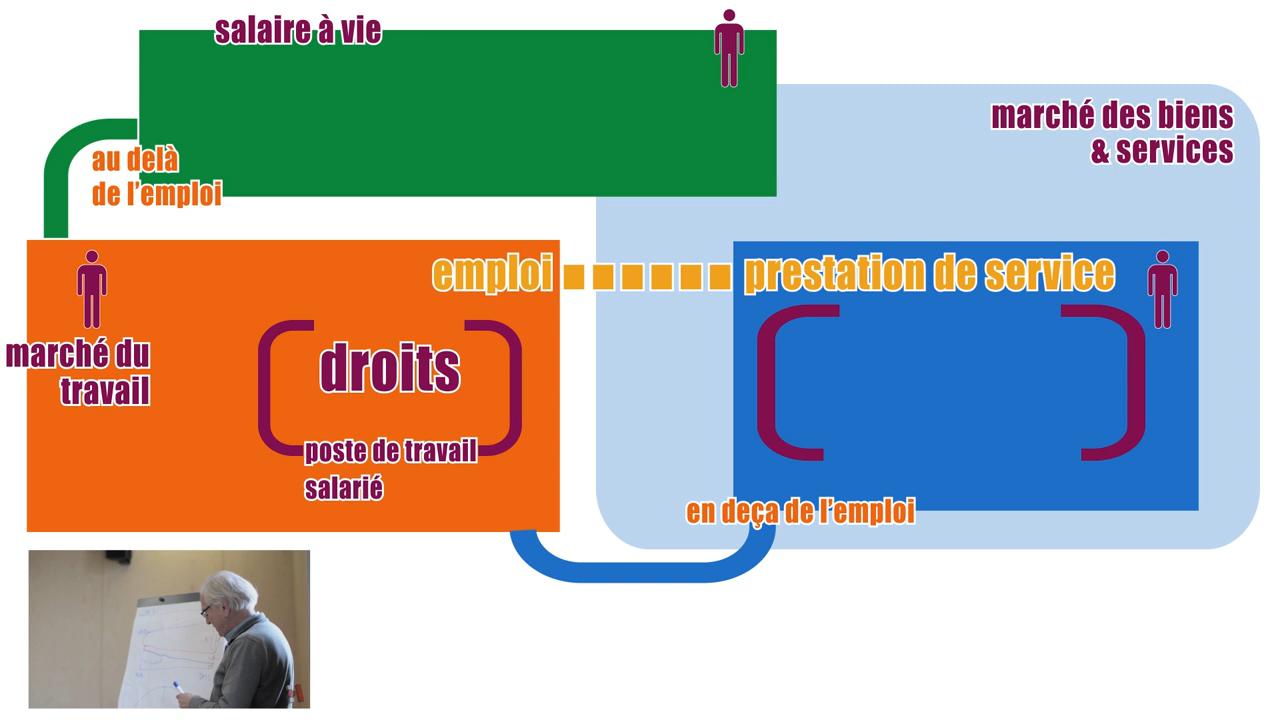 salaire à vie
marché des biens
& services
au delà
de l'emploi
emploi
prestation de service
marché du
travail
droits
poste de travail
salarié
en deça de l'emploi